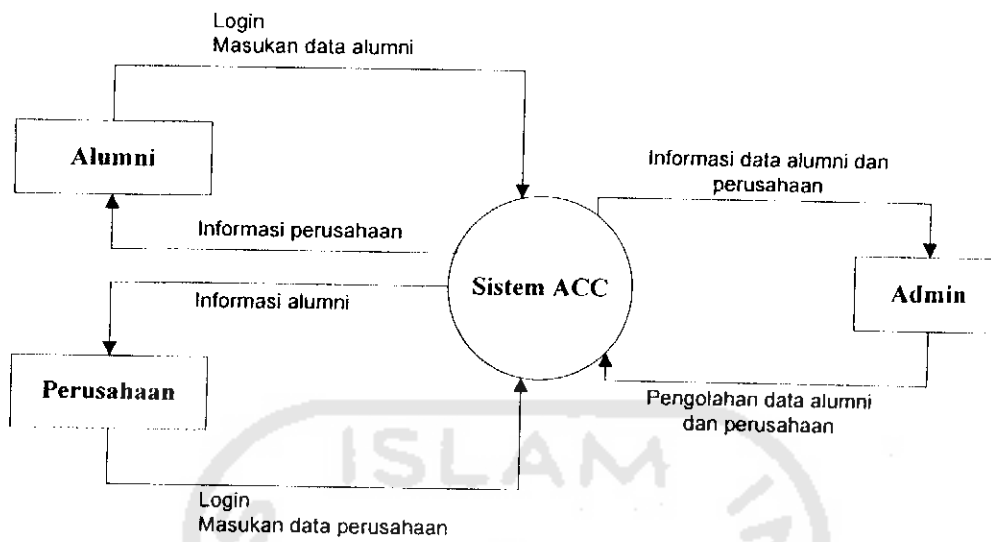 Login
Masukan data alumni
Alumni
Informasi data alumni dan
perusahaan
Informasi perusahaan
Sistem ACC
Admin
Informasi alumni
Perusahaan
Pengolahan data alumni
dan perusahaan
ISLAM
Login
Masukan data perusahaan